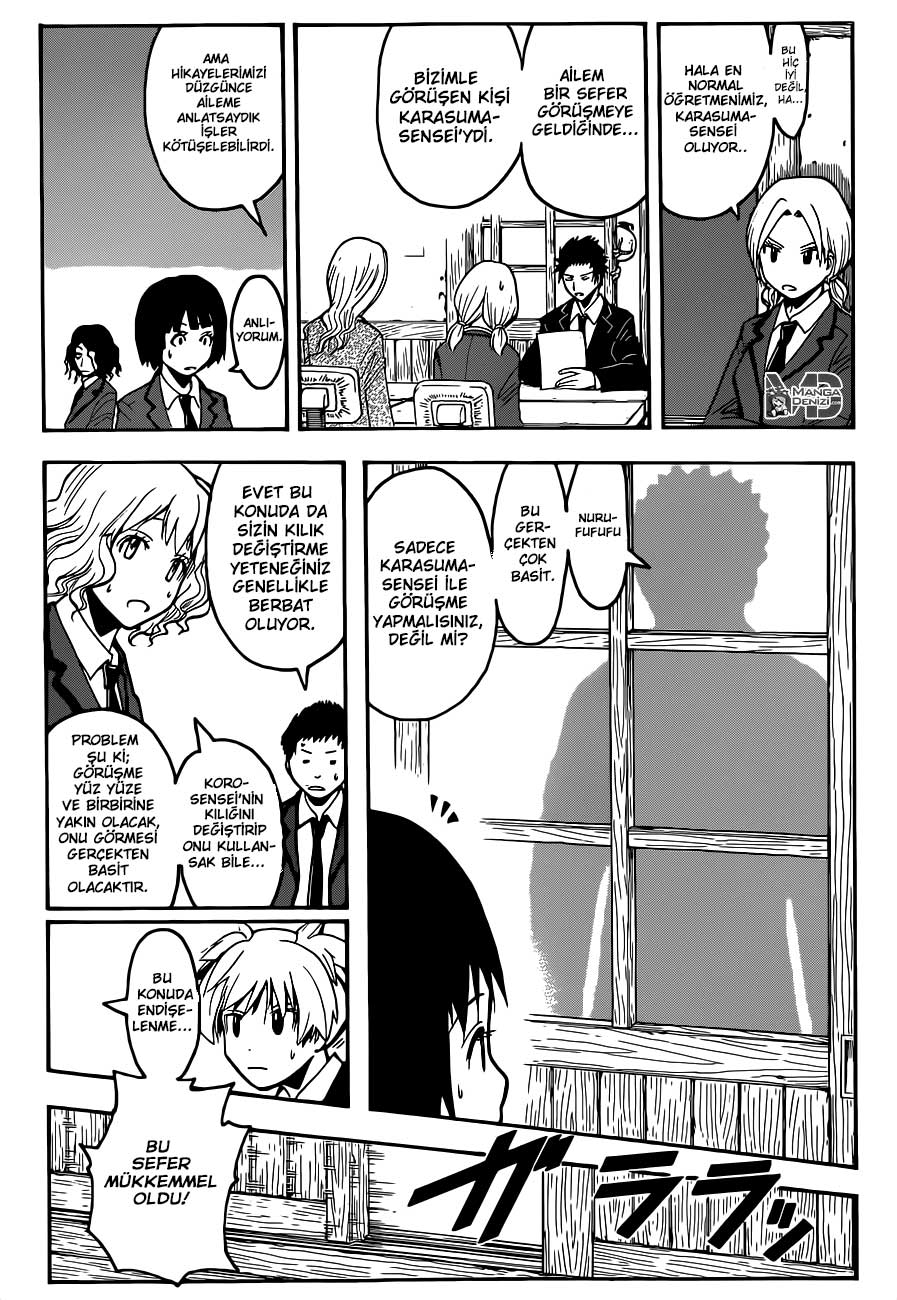 BU
HİÇ
İYİ
DEĞİL,
HA...
HALA EN
NORMAL
ÖĞRETMENİMİZ,
KARASUMA-
SENSEİ
OLUYOR..
AİLEM
BİR SEFER
GÖRÜŞMEYE
GELDİĞİNDE...
BİZİMLE
GÖRÜŞEN KİŞİ
KARASUMA-
SENSEİ'YDİ.
AMA
HİKAYELERİMİZİ
DÜZGÜNCE
AİLEME
ANLATSAYDIK
İŞLER
KÖTÜŞELEBİLİRDİ.
ANLI-
YORUM.
MANGA
DENİZİ
NURU-
FUFUFU
BU
GER-
ÇEKTEN
ÇOK
BASİT.
SADECE
KARASUMA-
SENSEİ İLE
GÖRÜŞME
YAPMALISINIZ,
DEĞİL Mİ?
EVET BU
KONUDA DA
SİZİN KILIK
DEĞİŞTİRME
YETENEĞİNİZ
GENELLİKLE
BERBAT
OLUYOR.
KORO-
SENSEİ'NİN
KILIĞINI
DEĞİŞTİRİP
ONU KULLAN-
SAK BİLE...
PROBLEM
ŞU Kİ;
GÖRÜŞME
YÜZ YÜZE
VE BİRBİRİNE
YAKIN OLACAK,
ONU GÖRMESİ
GERÇEKTEN
BASİT
OLACAKTIR.
BU
KONUDA
ENDİŞE-
LENME...
BU
SEFER
MÜKKEMMEL
OLDU!
ガララッ